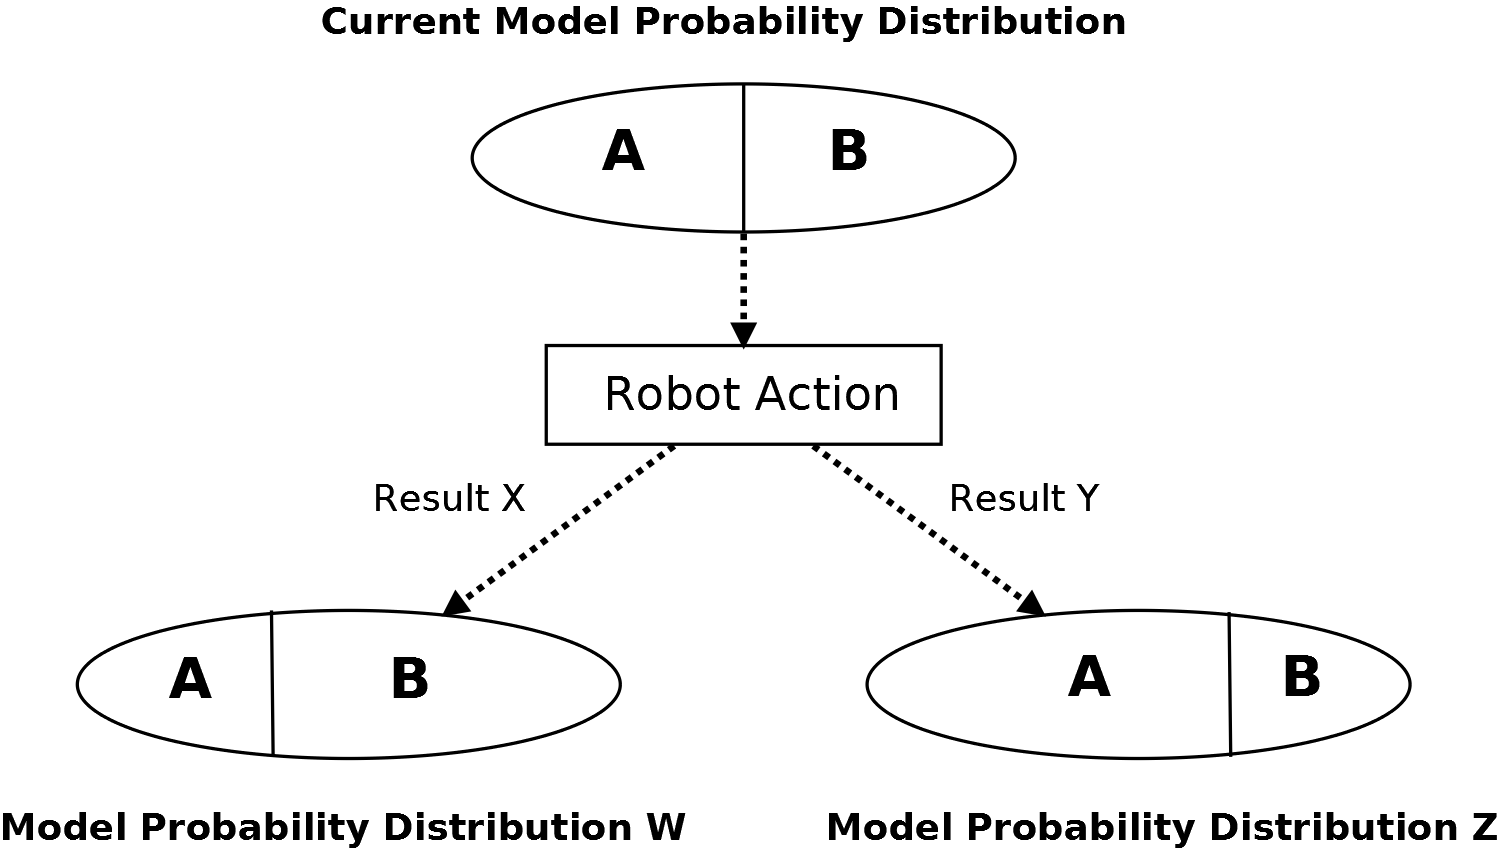 Current Model Probability Distribution
A
B
Robot Action
Result X
Result Y
A
B
A
B
Model Probability Distribution W
Model Probability Distribution Z